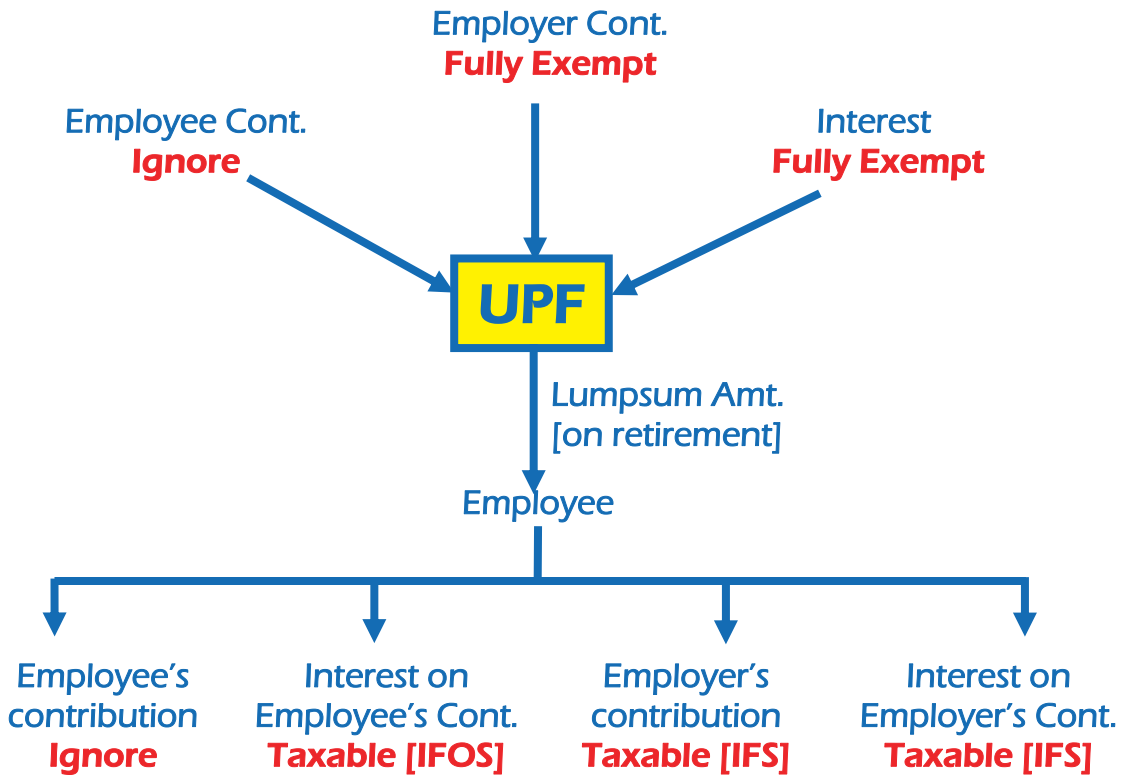 Employer Cont.
Fully Exempt
Employee Cont.
Ignore
Interest
Fully Exempt
UPF
Lumpsum Amt.
[on retirement]
Employee
Employee's
contribution
Ignore
Interest on
Employee's Cont.
Taxable [IFOS]
Employer's
contribution
Taxable [IFS]
Interest on
Employer's Cont.
Taxable [IFS]